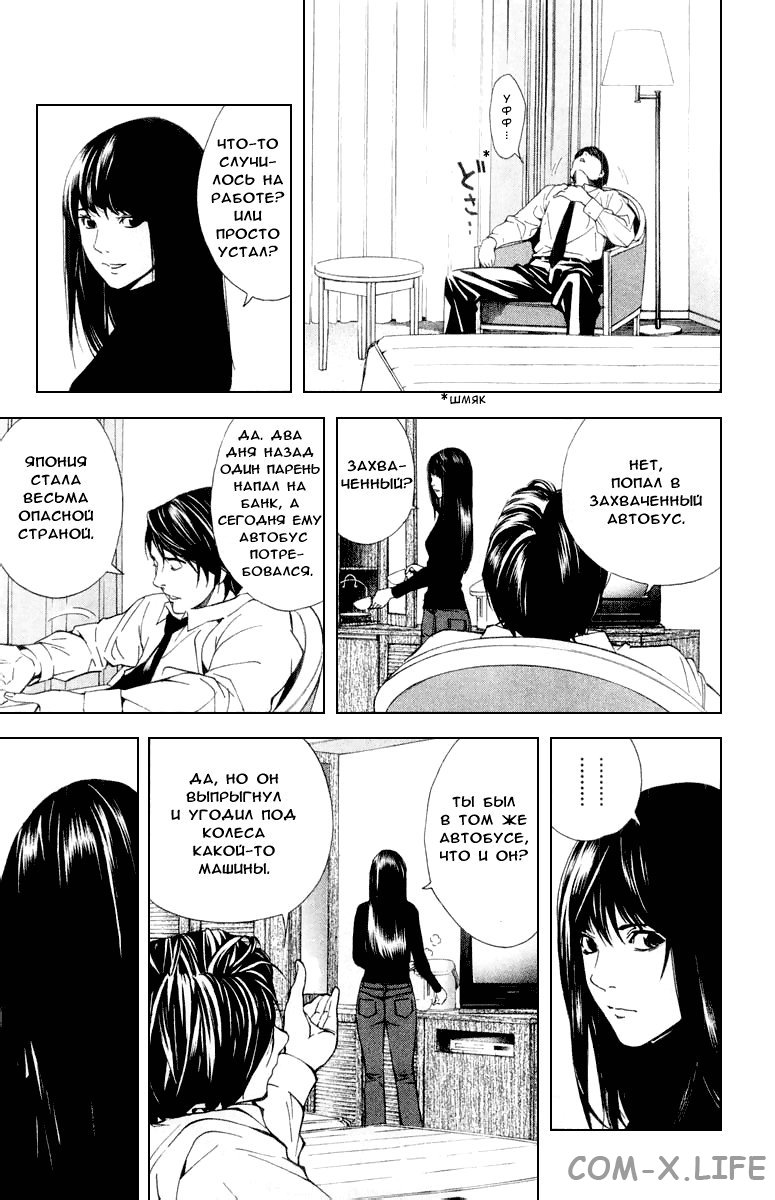 УФФ...
*
どさ...
*ШМЯК
ЧТО-ТО
СЛУЧИ-
ЛОСЬ НА
РАБОТЕ?
ИЛИ
ПРОСТО
УСТАЛ?
НЕТ,
ПОПАЛ В
ЗАХВАЧЕННЫЙ
АВТОБУС.
ЗАХВА-
ЧЕННЫЙ?
ДА. ДВА
ДНЯ НАЗАД
ОДИН ПАРЕНЬ
НАПАЛ НА
БАНК, А
СЕГОДНЯ ЕМУ
АВТОБУС
ПОТРЕ-
БОВАЛСЯ.
ЯПОНИЯ
СТАЛА
ВЕСЬМА
ОПАСНОЙ
СТРАНОЙ.
.........
ТЫ БЫЛ
В ТОМ ЖЕ
АВТОБУСЕ,
ЧТО И ОН?
ДА, НО ОН
ВЫПРЫГНУЛ
И УГОДИЛ ПОД
КОЛЕСА
КАКОЙ-ТО
МАШИНЫ.
COM-X.LIFE